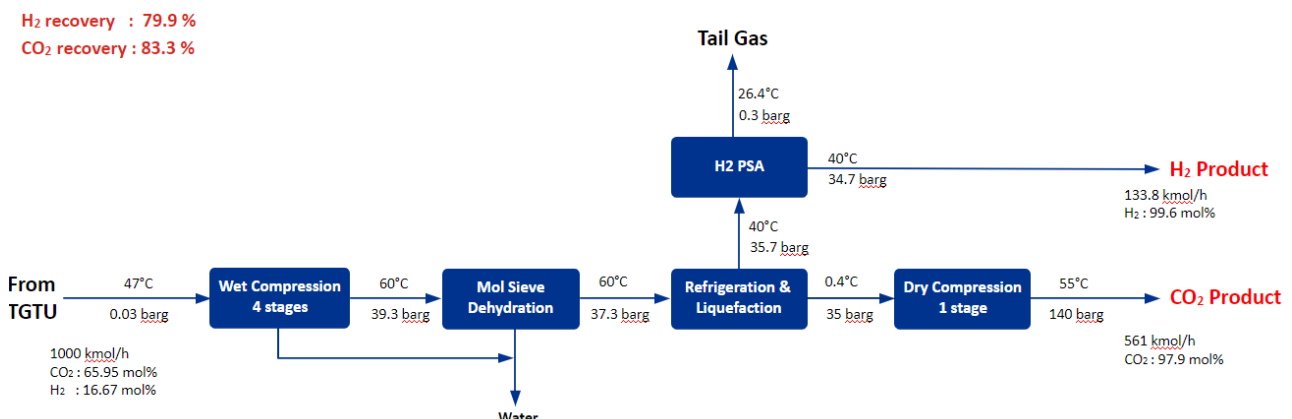 H₂ recovery : 79.9 %
CO₂ recovery : 83.3 %
Tail Gas
26.4°C
0.3 barg
H2 PSA
40°C
34.7 barg
H₂ Product
133.8 kmol/h
H₂ : 99.6 mol%
40°C
35.7 barg
From
TGTU
47°C
0.03 barg
Wet Compression
4 stages
60°C
39.3 barg
Mol Sieve
Dehydration
60°C
37.3 barg
Refrigeration &
Liquefaction
0.4°C
35 barg
Dry Compression
1 stage
55°C
140 barg
CO₂ Product
1000 kmol/h
CO₂ : 65.95 mol%
H₂ : 16.67 mol%
561 kmol/h
CO₂ : 97.9 mol%
Water